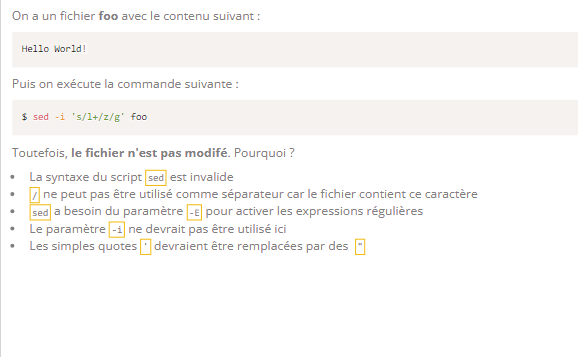 On a un fichier foo avec le contenu suivant :
Hello World!
Puis on exécute la commande suivante :
$ sed -i 's/l+/z/g' foo
Toutefois, le fichier n'est pas modifé. Pourquoi ?
• La syntaxe du script sed est invalide
• / ne peut pas être utilisé comme séparateur car le fichier contient ce caractère
• sed a besoin du paramètre -E pour activer les expressions régulières
• Le paramètre -i ne devrait pas être utilisé ici
• Les simples quotes ' devraient être remplacées par des "